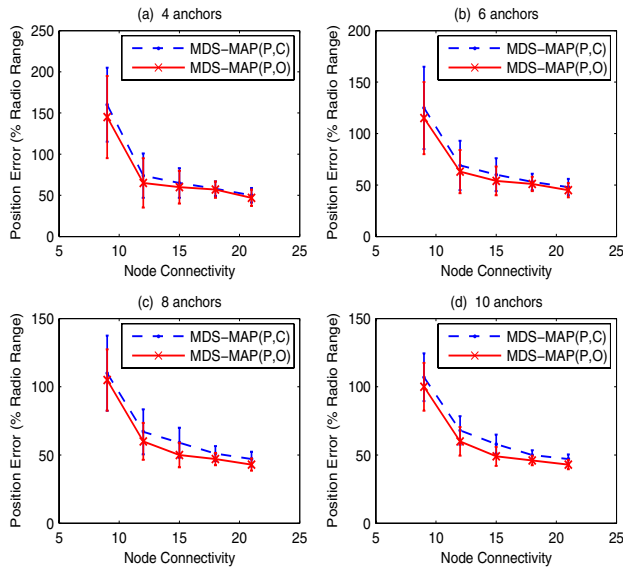 (a) 4 anchors
Position Error (% Radio Range)
250
200
150
100
50
0
MDS-MAP(P,C)
MDS-MAP(P,O)
5 10 15 20 25
Node Connectivity
(b) 6 anchors
Position Error (% Radio Range)
200
150
100
50
0
MDS-MAP(P,C)
MDS-MAP(P,O)
5 10 15 20 25
Node Connectivity
(c) 8 anchors
Position Error (% Radio Range)
150
100
50
0
MDS-MAP(P,C)
MDS-MAP(P,O)
5 10 15 20 25
Node Connectivity
(d) 10 anchors
Position Error (% Radio Range)
150
100
50
0
MDS-MAP(P,C)
MDS-MAP(P,O)
5 10 15 20 25
Node Connectivity